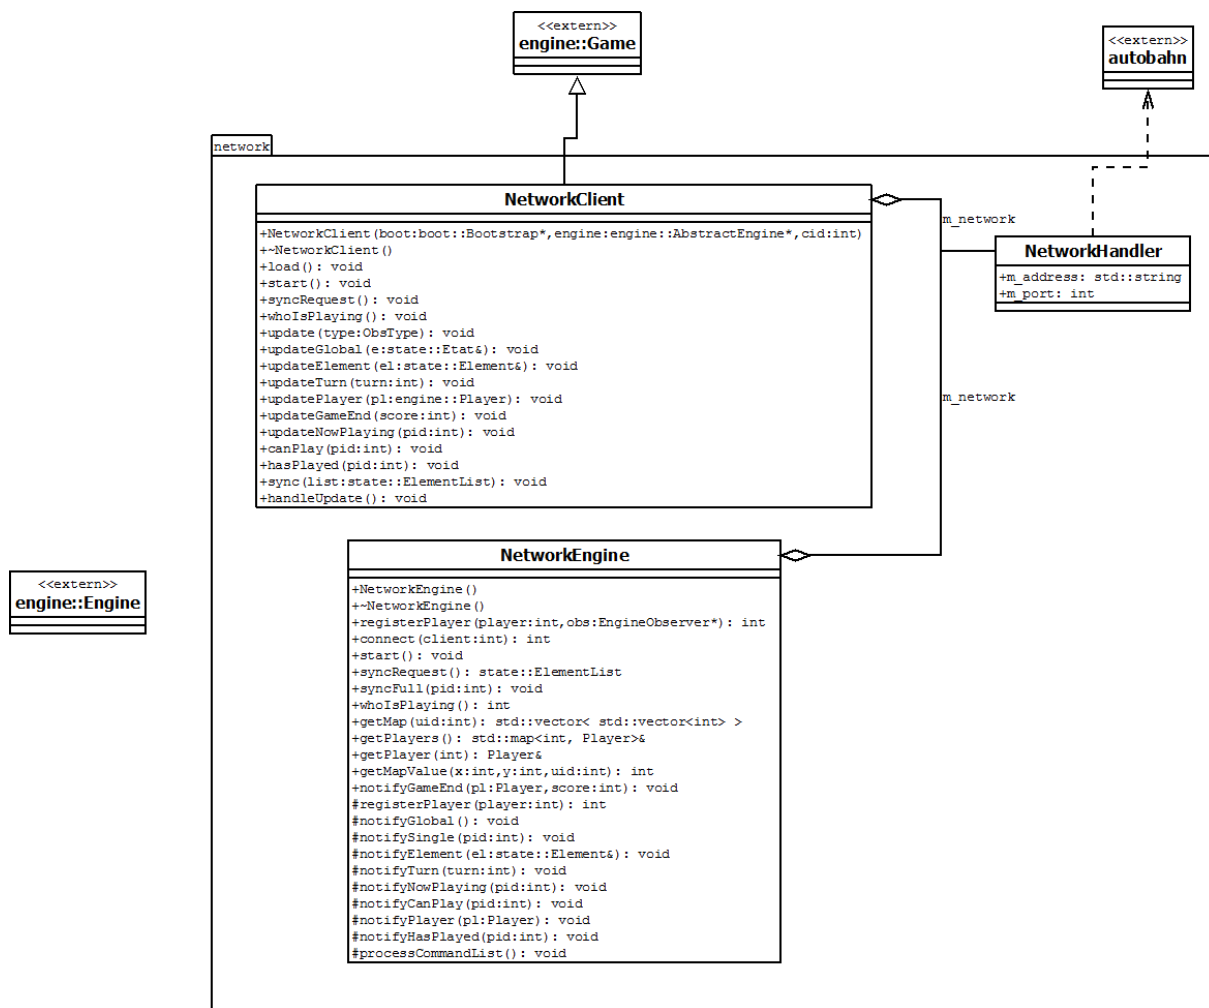 <<extern>>
engine::Game
<<extern>>
autobahn
network
NetworkClient
+NetworkClient(boot:boot::Bootstrap*,engine:engine::AbstractEngine*,cid:int)
+~NetworkClient()
+load(): void
+start(): void
+syncRequest(): void
+whoIsPlaying(): void
+update(type:ObsType): void
+updateGlobal(e:state::Etat&): void
+updateElement(el:state::Element&): void
+updateTurn(turn:int): void
+updatePlayer(pl:engine::Player): void
+updateGameEnd(score:int): void
+updateNowPlaying(pid:int): void
+canPlay(pid:int): void
+hasPlayed(pid:int): void
+sync(list:state::ElementList): void
+handleUpdate(): void
m_network
NetworkHandler
+m_address: std::string
+m_port: int
m_network
NetworkEngine
+NetworkEngine()
+~NetworkEngine()
+registerPlayer(player:int,obs:EngineObserver*): int
+connect(client:int): int
+start(): void
+syncRequest(): state::ElementList
+syncFull(pid:int): void
+whoIsPlaying(): int
+getMap(uid:int): std::vector< std::vector<int> >
+getPlayers(): std::map<int, Player>&
+getPlayer(int): Player&
+getMapValue(x:int,y:int,uid:int): int
+notifyGameEnd(pl:Player,score:int): void
#registerPlayer(player:int): int
#notifyGlobal(): void
#notifySingle(pid:int): void
#notifyElement(el:state::Element&): void
#notifyTurn(turn:int): void
#notifyNowPlaying(pid:int): void
#notifyCanPlay(pid:int): void
#notifyPlayer(pl:Player): void
#notifyHasPlayed(pid:int): void
#processCommandList(): void
<<extern>>
engine::Engine